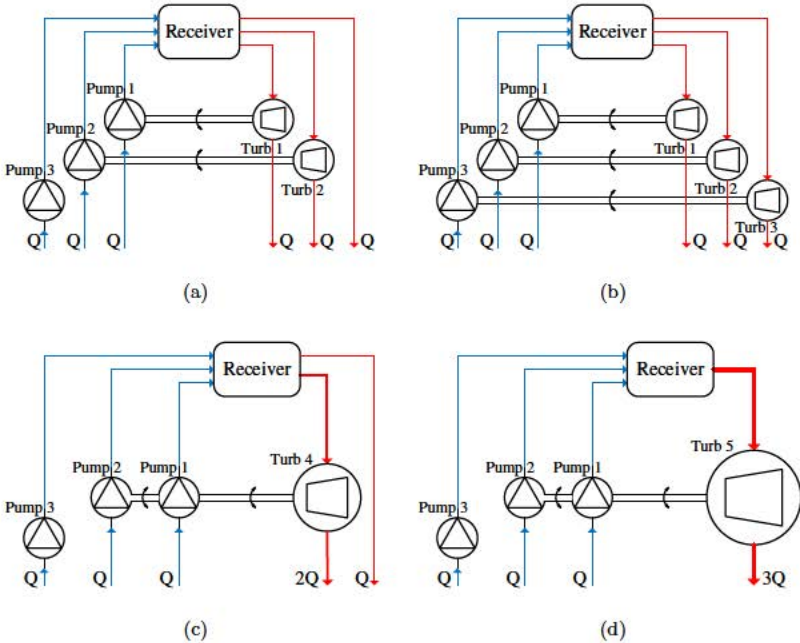 Receiver
Pump 1
Pump 2
Pump 3
Turb 1
Turb 2
Q
Q
Q
Q
Q
Q
(a)
Receiver
Pump 1
Pump 2
Pump 3
Turb 1
Turb 2
Turb 3
Q
Q
Q
Q
Q
Q
(b)
Receiver
Turb 4
Pump 2
Pump 1
Pump 3
Q
Q
Q
2Q
Q
(c)
Receiver
Turb 5
Pump 2
Pump 1
Pump 3
Q
Q
Q
3Q
(d)